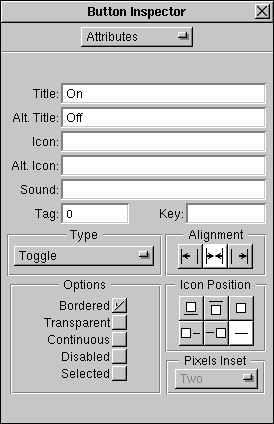 Button Inspector
Attributes
Title: On
Alt. Title: Off
Icon:
Alt. Icon:
Sound:
Tag: 0 Key:
Type
Toggle
Alignment
Options
Bordered
Transparent
Continuous
Disabled
Selected
Icon Position
Pixels Inset
Two